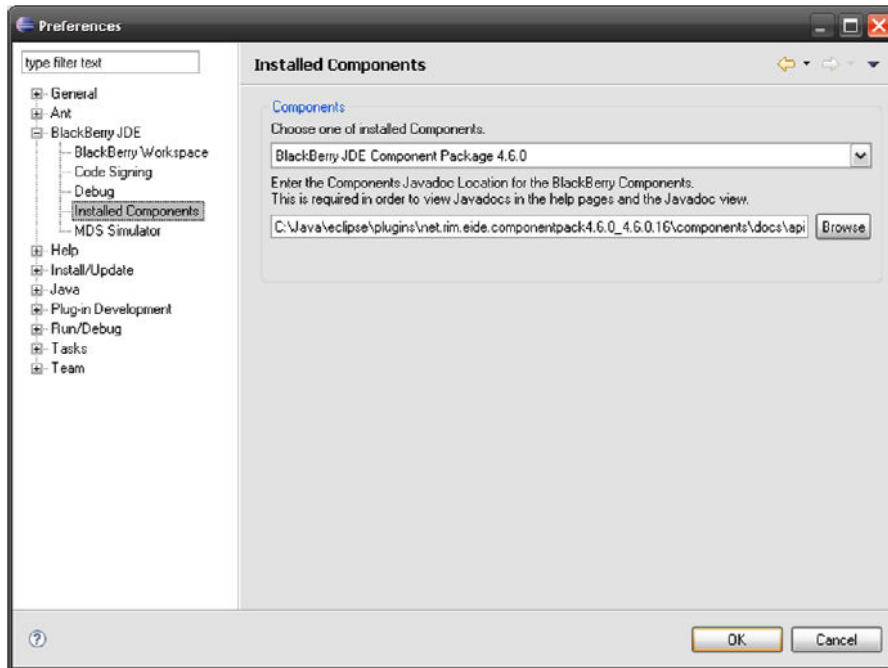 Preferences
type filter text
General
Ant
BlackBerry JDE
BlackBerry Workspace
Code Signing
Debug
Installed Components
MDS Simulator
Help
Install/Update
Java
Plug-in Development
Run/Debug
Tasks
Team
Installed Components
Components
Choose one of installed Components.
BlackBerry JDE Component Package 4.6.0
Enter the Components Javadoc Location for the BlackBerry Components.
This is required in order to view Javadocs in the help pages and the Javadoc view.
C:\Java\eclipse\plugins\net.rim.eide.componentpack4.6.0_4.6.0.16\components\docs\api
Browse
?
OK
Cancel